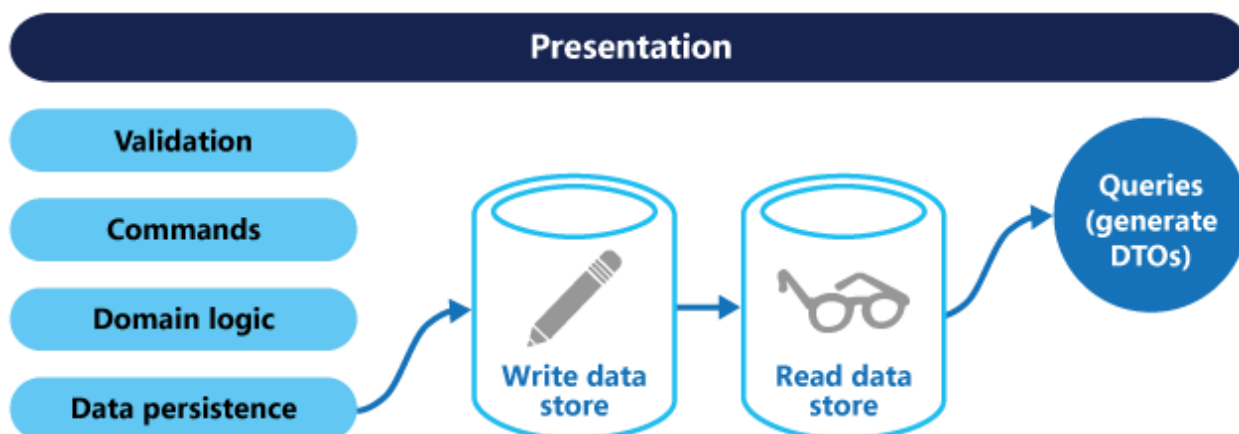 Presentation
Validation
Commands
Domain logic
Data persistence
Write data
store
Read data
store
Queries
(generate
DTOs)